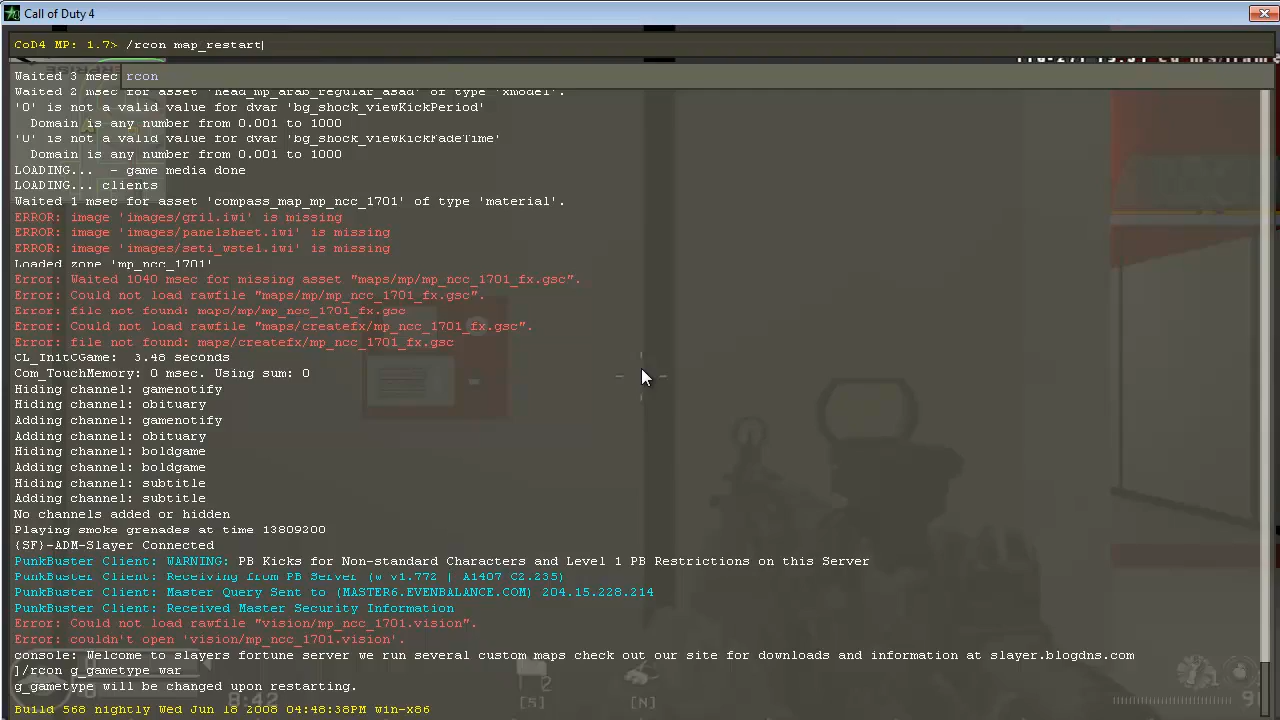 Call of Duty 4
CoD4 MP: 1.7> /rcon map_restart
Waited 3 msec rcon
Waited 2 msec for asset 'head_mp_arab_regular_asad' of type 'xmodel'.
'0' is not a valid value for dvar 'bg_shock_viewKickPeriod'
Domain is any number from 0.001 to 1000
'0' is not a valid value for dvar 'bg_shock_viewKickFadeTime'
Domain is any number from 0.001 to 1000
LOADING... - game media done
LOADING... clients
Waited 1 msec for asset 'compass_map_mp_ncc_1701' of type 'material'.
ERROR: image 'images/gril.iwi' is missing
ERROR: image 'images/panelsheet.iwi' is missing
ERROR: image 'images/seti_wstel.iwi' is missing
Loaded zone 'mp_ncc_1701'
Error: Waited 1040 msec for missing asset "maps/mp/mp_ncc_1701_fx.gsc".
Error: Could not load rawfile "maps/mp/mp_ncc_1701_fx.gsc".
Error: file not found: maps/mp/mp_ncc_1701_fx.gsc
Error: Could not load rawfile "maps/createfx/mp_ncc_1701_fx.gsc".
Error: file not found: maps/createfx/mp_ncc_1701_fx.gsc
CL_InitCGame: 3.48 seconds
Com_TouchMemory: 0 msec. Using sum: 0
Hiding channel: gamenotify
Hiding channel: obituary
Adding channel: gamenotify
Adding channel: obituary
Hiding channel: boldgame
Adding channel: boldgame
Hiding channel: subtitle
Adding channel: subtitle
No channels added or hidden
Playing smoke grenades at time 13809200
(SF)-ADM-Slayer Connected
PunkBuster Client: WARNING: PB Kicks for Non-standard Characters and Level 1 PB Restrictions on this Server
PunkBuster Client: Receiving from PB Server (w v1.772 | A1407 C2.235)
PunkBuster Client: Master Query Sent to (MASTER6.EVENBALANCE.COM) 204.15.228.214
PunkBuster Client: Received Master Security Information
Error: Could not load rawfile "vision/mp_ncc_1701.vision".
Error: couldn't open 'vision/mp_ncc_1701.vision'.
console: Welcome to slayers fortune server we run several custom maps check out our site for downloads and information at slayer.blogdns.com
]/rcon g_gametype war
g_gametype will be changed upon restarting.
8:42
[5]
2
[N]
Build 568 nightly Wed Jun 18 2008 04:48:38PM win-x86